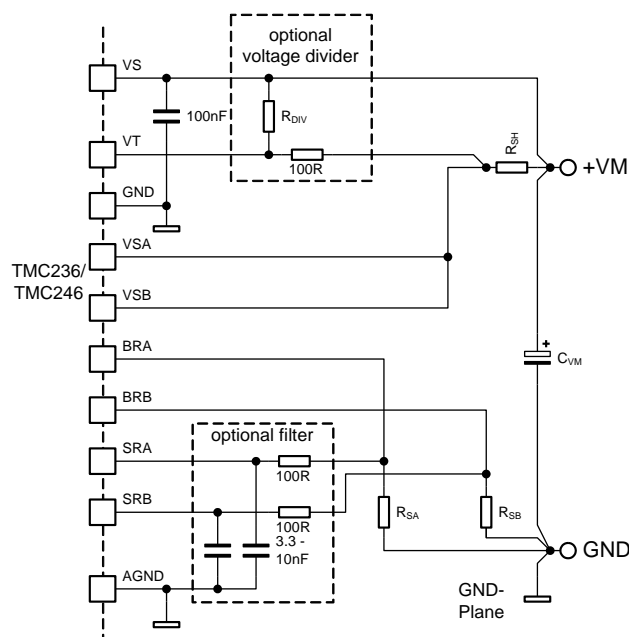 optional
voltage divider
VS
100nF
R_DIV
VT
100R
R_SH
+VM
GND
VSA
TMC236/
TMC246
VSB
BRA
+
C_VM
BRB
optional filter
SRA
100R
SRB
R_SA
R_SB
100R
3.3 -
10nF
GND
AGND
GND-
Plane